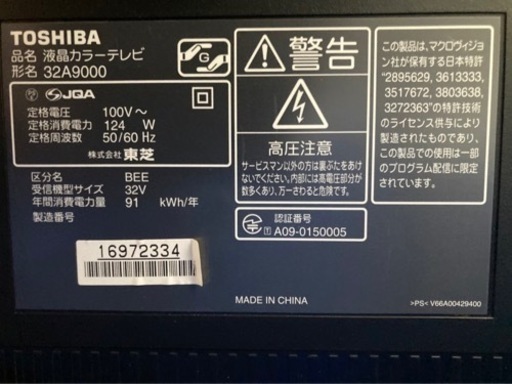 TOSHIBA
品名 液晶カラーテレビ
形名 32A9000
JQA
定格電圧 100V～
定格消費電力 124 W
定格周波数 50/60 Hz
株式会社 東芝
区分名 BEE
受信機型サイズ 32V
年間消費電力量 91 kWh/年
製造番号
16972334
G
警告
高圧注意
サービスマン以外の方は裏ぶたをあけな
いでください。内部には高電圧部分が
数多くあり、万一さわると危険です。
認証番号
A09-0150005
MADE IN CHINA
この製品は、マクロヴィジョン
社が保有する日本特許
"2895629, 3613333,
3517672, 3803638,
3272363"の特許技術
のライセンス供与により
製造されたもので、
この製品での使用は一部
のプログラム配信に限定
されています。
>PS< V66A00429400